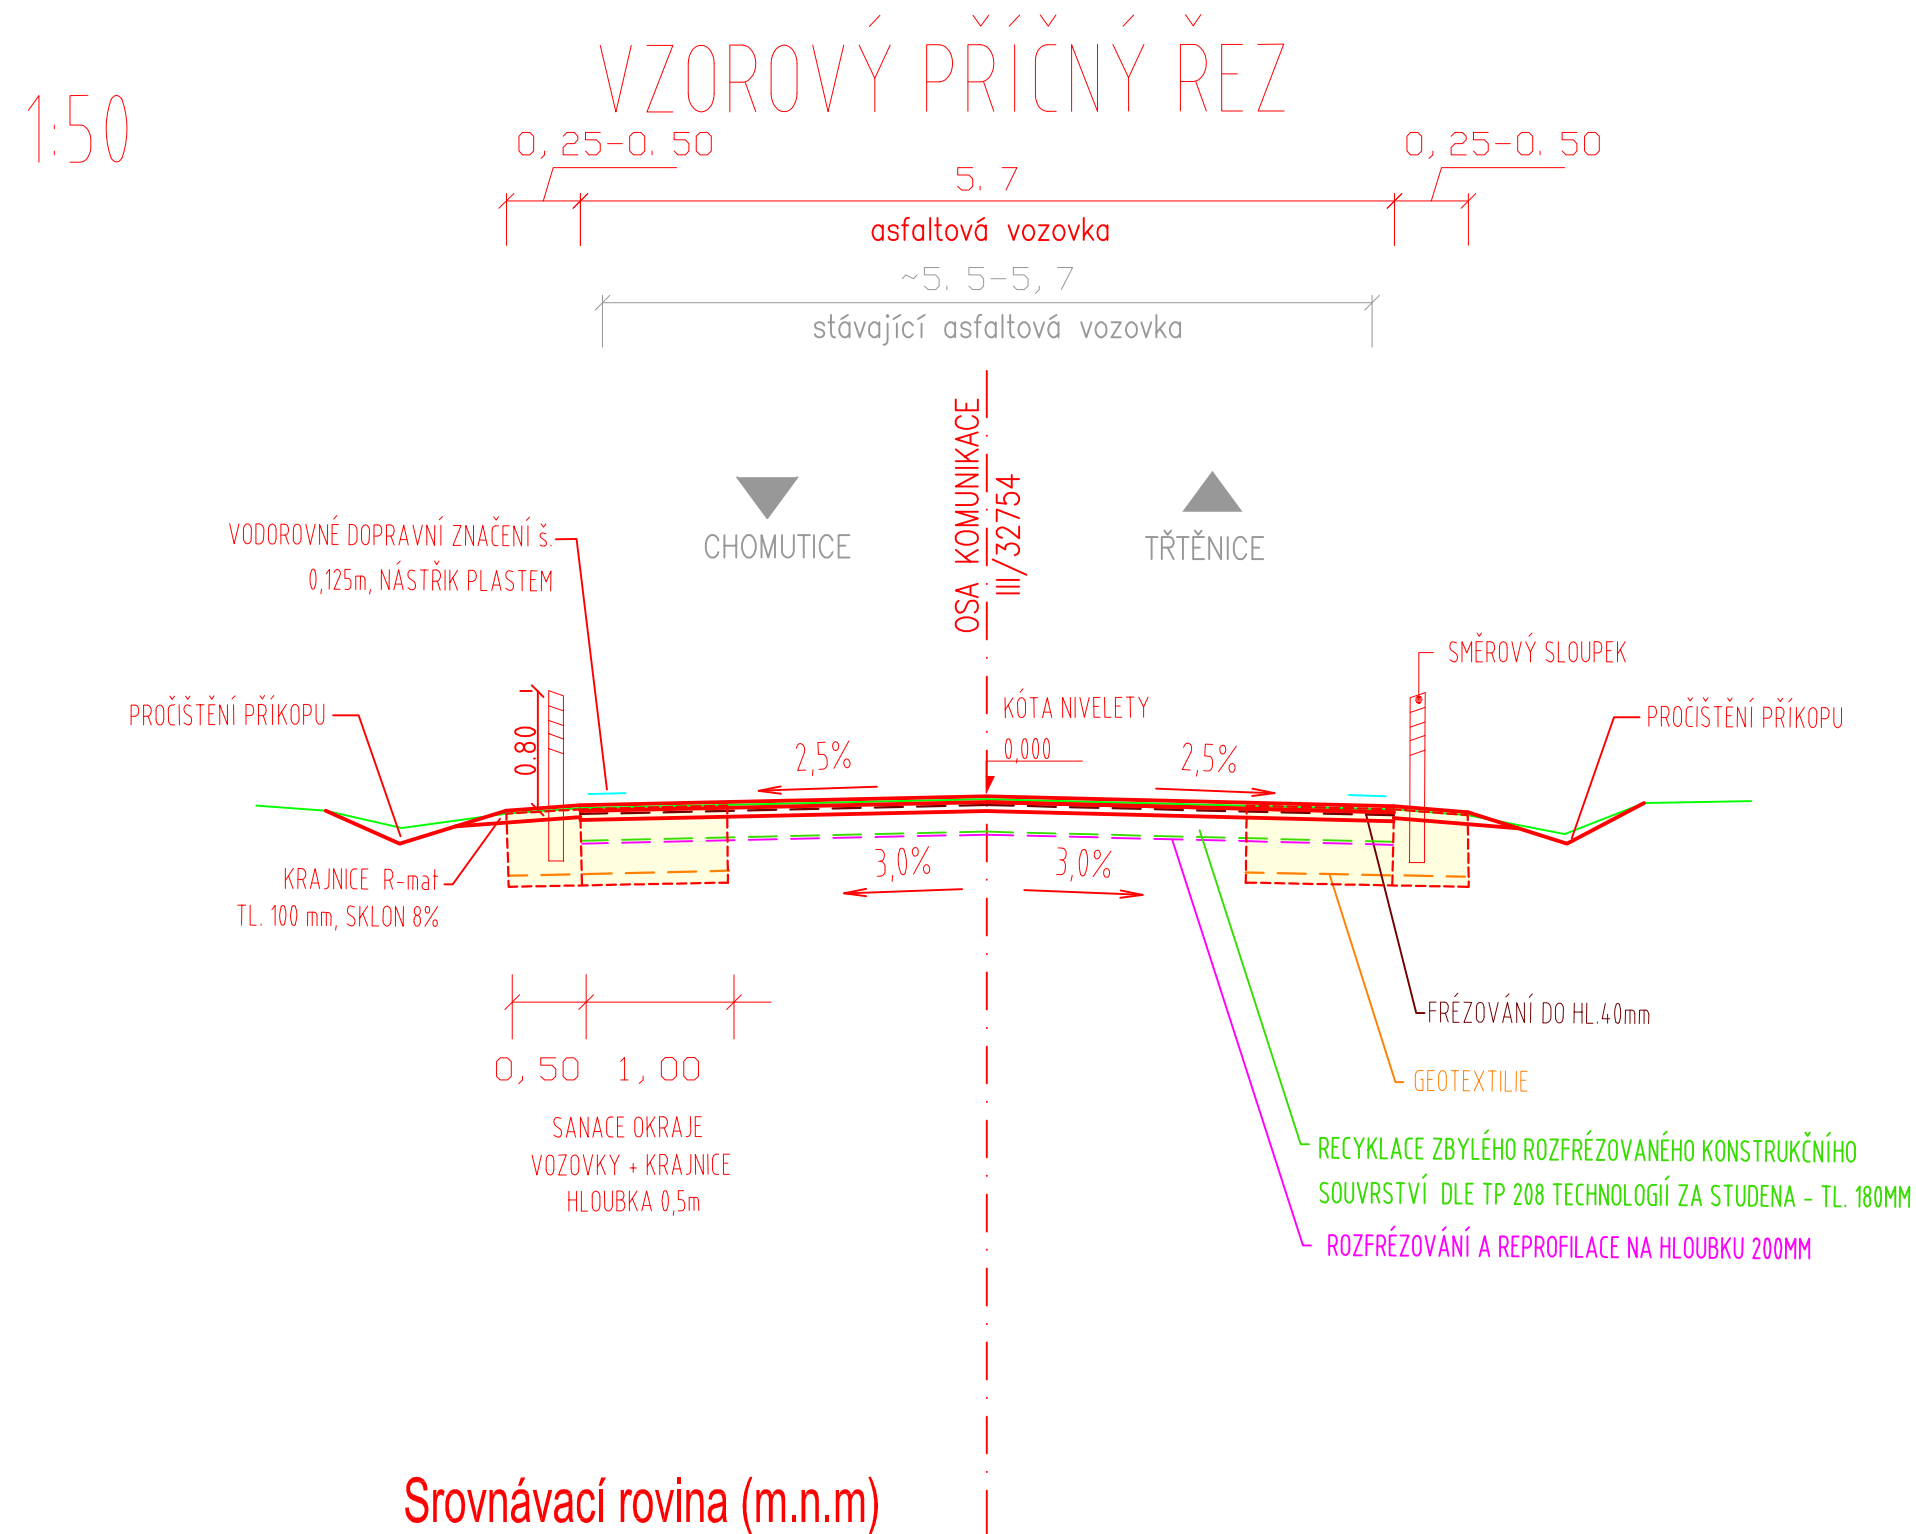 VZOROVÝ PŘÍČNÝ ŘEZ
1:50
0,25-0.50
0,25-0.50
5.7
asfaltová vozovka
~5.5-5,7
stávající asfaltová vozovka
OSA KOMUNIKACE
III/32754
CHOMUTICE
TŘTĚNICE
VODOROVNÉ DOPRAVNÍ ZNAČENÍ š.
0,125m, NÁSTŘIK PLASTEM
SMĚROVÝ SLOUPEK
PROČIŠTĚNÍ PŘÍKOPU
0.80
KÓTA NIVELETY
0,000
PROČIŠTĚNÍ PŘÍKOPU
2,5%
2,5%
3,0%
3,0%
KRAJNICE R-mat
TL. 100 mm, SKLON 8%
FRÉZOVÁNÍ DO HL.40mm
0,50
1,00
GEOTEXTILIE
SANACE OKRAJE
VOZOVKY + KRAJNICE
HLOUBKA 0,5m
RECYKLACE ZBYLÉHO ROZFRÉZOVANÉHO KONSTRUKČNÍHO
SOUVRSTVÍ DLE TP 208 TECHNOLOGIÍ ZA STUDENA - TL. 180MM
ROZFRÉZOVÁNÍ A REPROFILACE NA HLOUBKU 200MM
Srovnávací rovina (m.n.m)